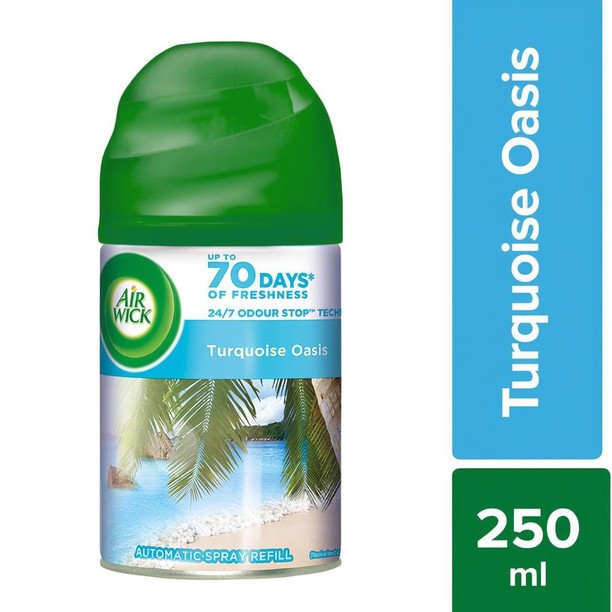 UP TO
70 DAYS*
OF FRESHNESS
24/7 ODOUR STOP™ TECH
AIR
WICK
Turquoise Oasis
AUTOMATIC SPRAY REFILL
Turquoise Oasis
250
ml